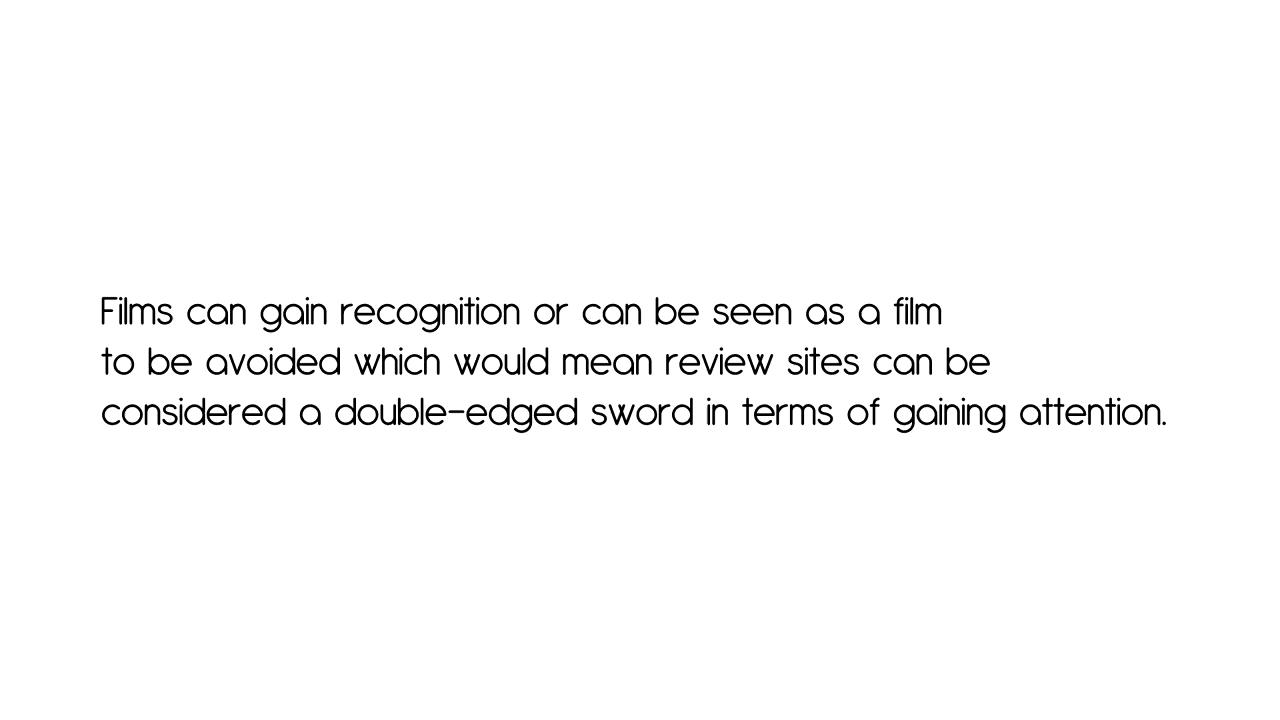 Films can gain recognition or can be seen as a film
to be avoided which would mean review sites can be
considered a double-edged sword in terms of gaining attention.